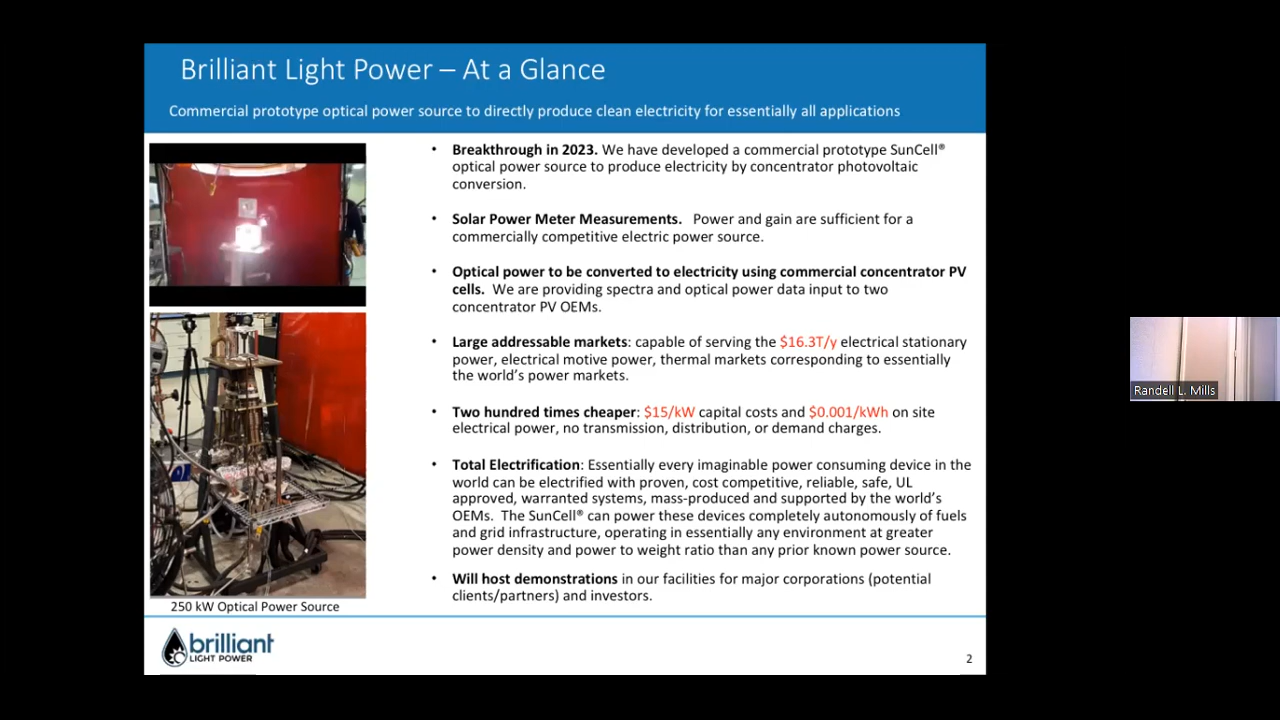 Brilliant Light Power – At a Glance
Commercial prototype optical power source to directly produce clean electricity for essentially all applications
• Breakthrough in 2023. We have developed a commercial prototype SunCell®
optical power source to produce electricity by concentrator photovoltaic
conversion.
• Solar Power Meter Measurements. Power and gain are sufficient for a
commercially competitive electric power source.
• Optical power to be converted to electricity using commercial concentrator PV
cells. We are providing spectra and optical power data input to two
concentrator PV OEMs.
• Large addressable markets: capable of serving the $16.3T/y electrical stationary
power, electrical motive power, thermal markets corresponding to essentially
the world's power markets.
• Two hundred times cheaper: $15/kW capital costs and $0.001/kWh on site
electrical power, no transmission, distribution, or demand charges.
• Total Electrification: Essentially every imaginable power consuming device in the
world can be electrified with proven, cost competitive, reliable, safe, UL
approved, warranted systems, mass-produced and supported by the world's
OEMs. The SunCell® can power these devices completely autonomously of fuels
and grid infrastructure, operating in essentially any environment at greater
power density and power to weight ratio than any prior known power source.
• Will host demonstrations in our facilities for major corporations (potential
clients/partners) and investors.
250 kW Optical Power Source
brilliant
LIGHT POWER
2
Randell L. Mills